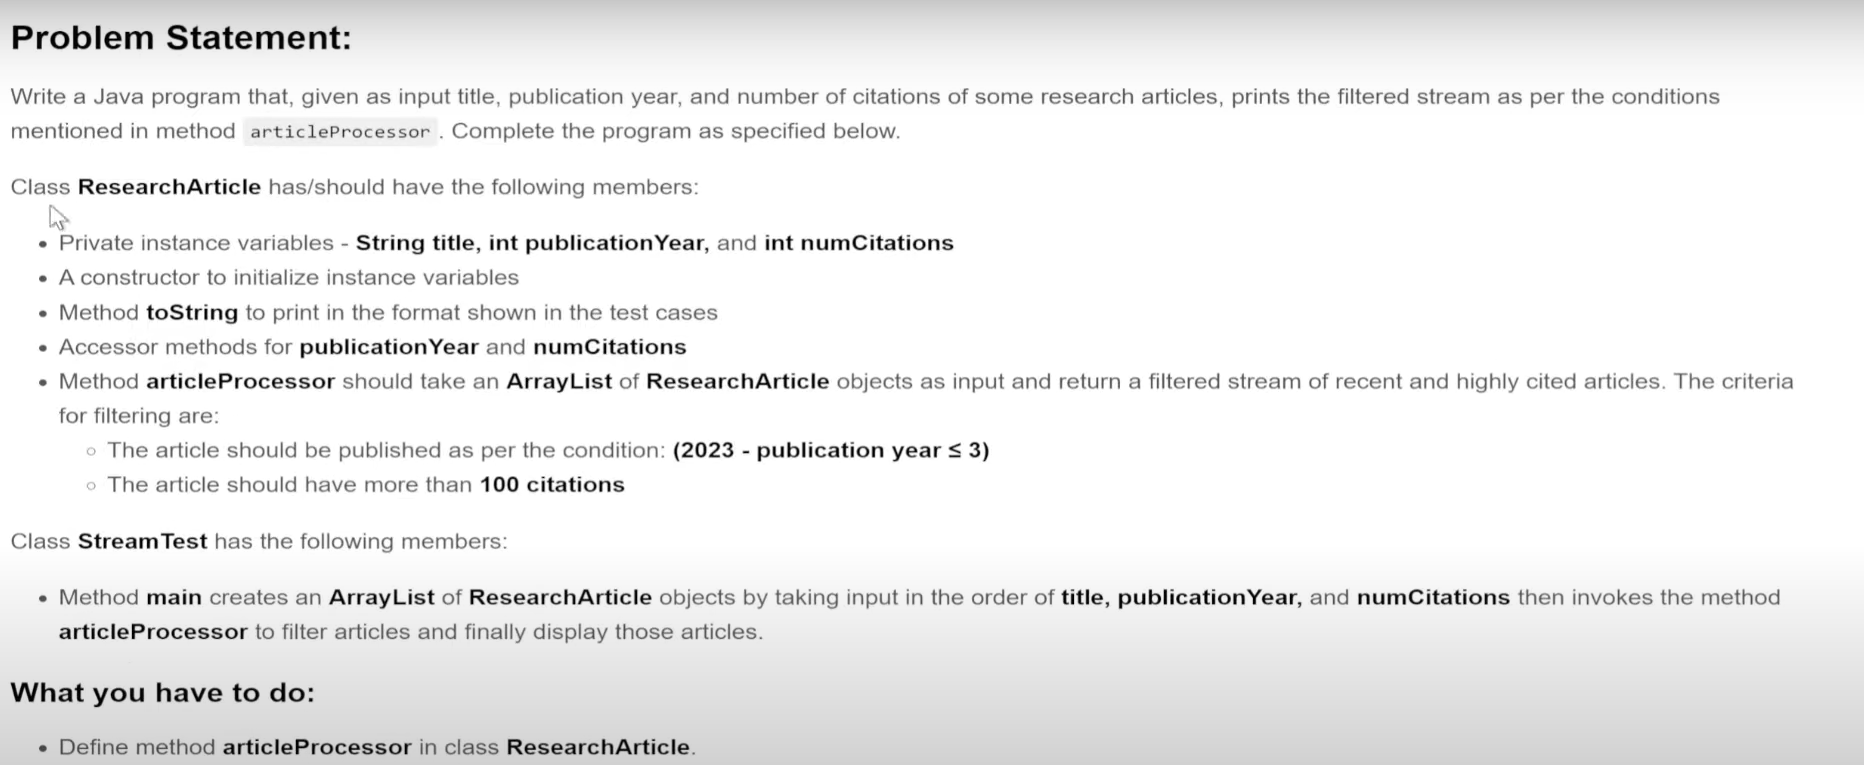 Problem Statement:
Write a Java program that, given as input title, publication year, and number of citations of some research articles, prints the filtered stream as per the conditions
mentioned in method articleProcessor . Complete the program as specified below.
Class ResearchArticle has/should have the following members:
• Private instance variables - String title, int publicationYear, and int numCitations
• A constructor to initialize instance variables
• Method toString to print in the format shown in the test cases
• Accessor methods for publicationYear and numCitations
• Method articleProcessor should take an ArrayList of ResearchArticle objects as input and return a filtered stream of recent and highly cited articles. The criteria
for filtering are:
○ The article should be published as per the condition: (2023 - publication year ≤ 3)
○ The article should have more than 100 citations
Class StreamTest has the following members:
• Method main creates an ArrayList of ResearchArticle objects by taking input in the order of title, publicationYear, and numCitations then invokes the method
articleProcessor to filter articles and finally display those articles.
What you have to do:
• Define method articleProcessor in class ResearchArticle.